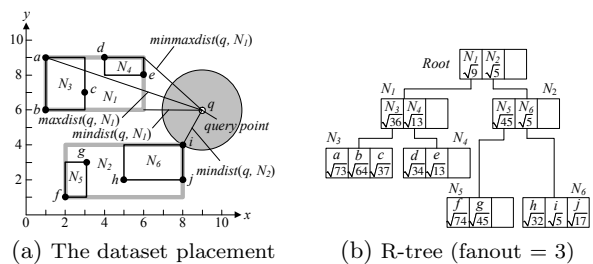 y
10
8
6
4
2
0
2
4
6
8
10
x
a
d
N₄
e
N₃
c
N₁
b
minmaxdist(q, N₁)
maxdist(q, N₁)
mindist(q, N₁)
q
query point
i
mindist(q, N₂)
g
N₂
N₆
N₅
h
j
f
(a) The dataset placement
Root
N₁ N₂
√9 √5
N₁
N₃ N₄
√36 √13
N₂
N₅ N₆
√45 √5
N₃
a b c
√73 √64 √37
N₄
d e
√34 √13
N₅
f g
√74 √45
N₆
h i j
√32 √5 √17
(b) R-tree (fanout = 3)